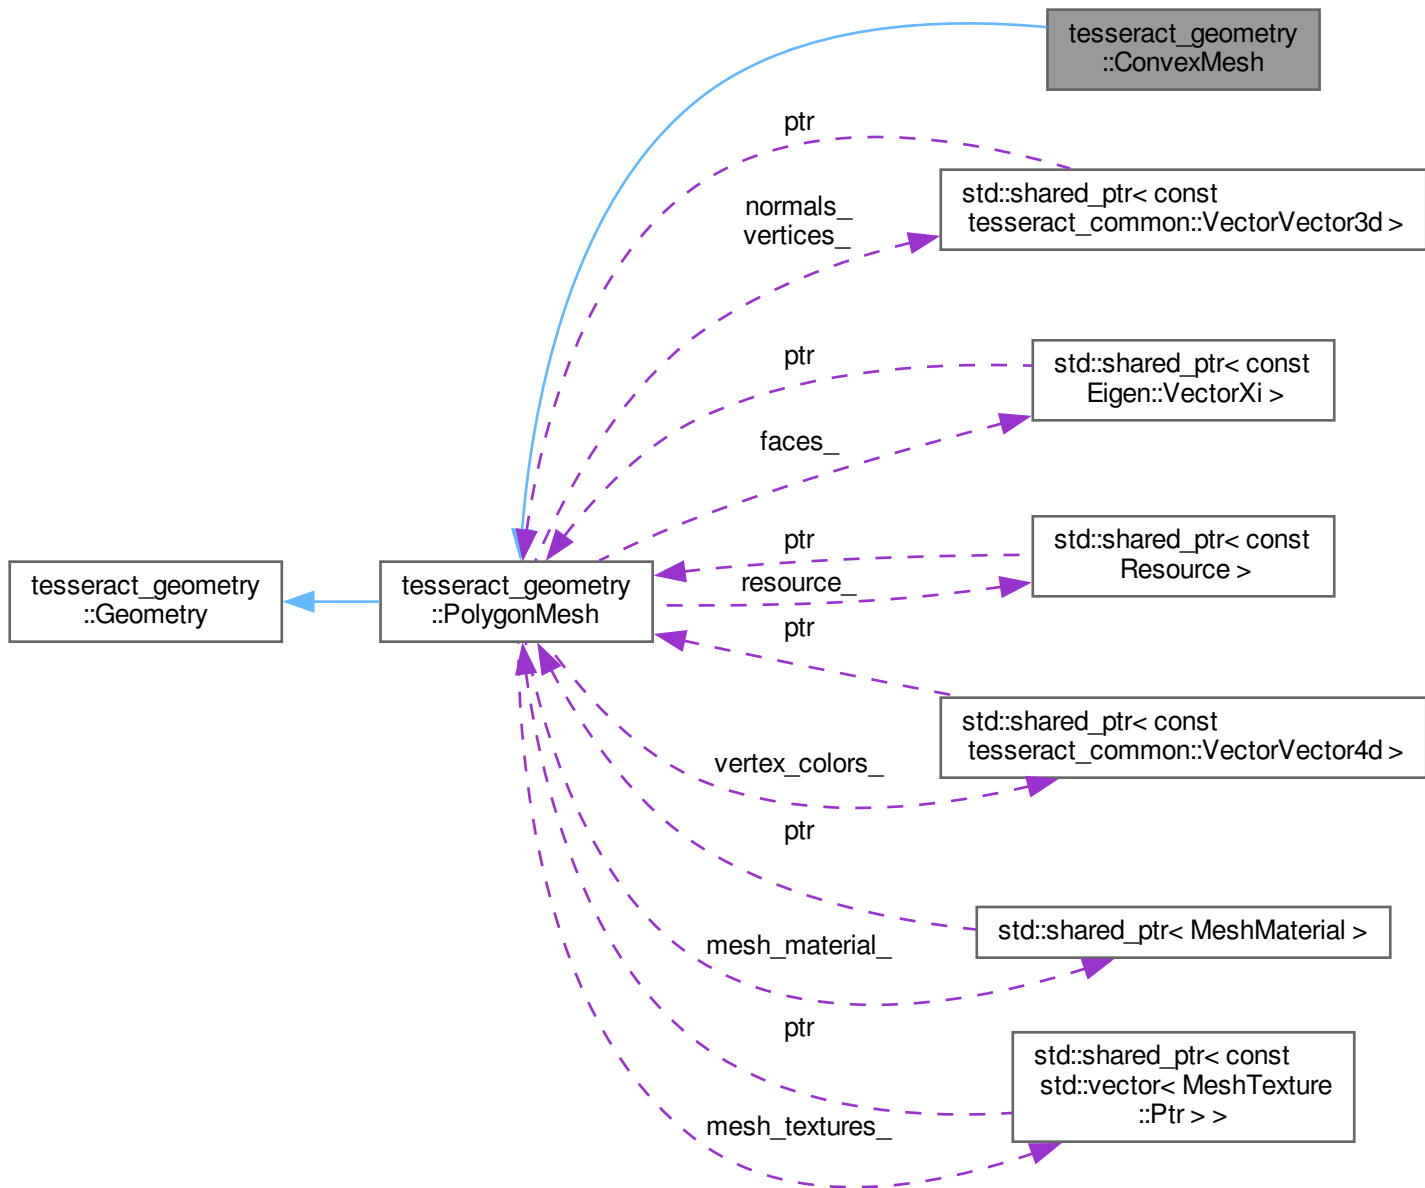 tesseract_geometry
::ConvexMesh
ptr
std::shared_ptr< const
tesseract_common::VectorVector3d >
normals_
vertices_
ptr
std::shared_ptr< const
Eigen::VectorXi >
faces_
ptr
std::shared_ptr< const
Resource >
resource_
tesseract_geometry
::Geometry
tesseract_geometry
::PolygonMesh
ptr
std::shared_ptr< const
tesseract_common::VectorVector4d >
vertex_colors_
ptr
std::shared_ptr< MeshMaterial >
mesh_material_
ptr
std::shared_ptr< const
std::vector< MeshTexture
::Ptr > >
mesh_textures_